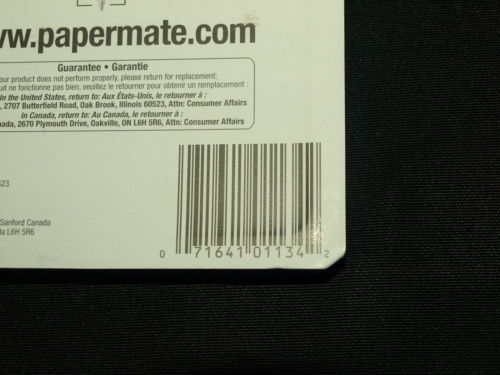 ww.papermate.com
Guarantee • Garantie
our product does not perform properly, please return for replacement:
uit ne fonctionne pas bien, veuillez le retourner pour obtenir un remplacement :
In the United States, return to: Aux États-Unis, le retourner à :
, 2707 Butterfield Road, Oak Brook, Illinois 60523, Attn: Consumer Affairs
In Canada, return to: Au Canada, le retourner à :
nada, 2670 Plymouth Drive, Oakville, ON L6H 5R6, Attn: Consumer Affairs
523
Sanford Canada
da L6H 5R6
0 71641 01134 2